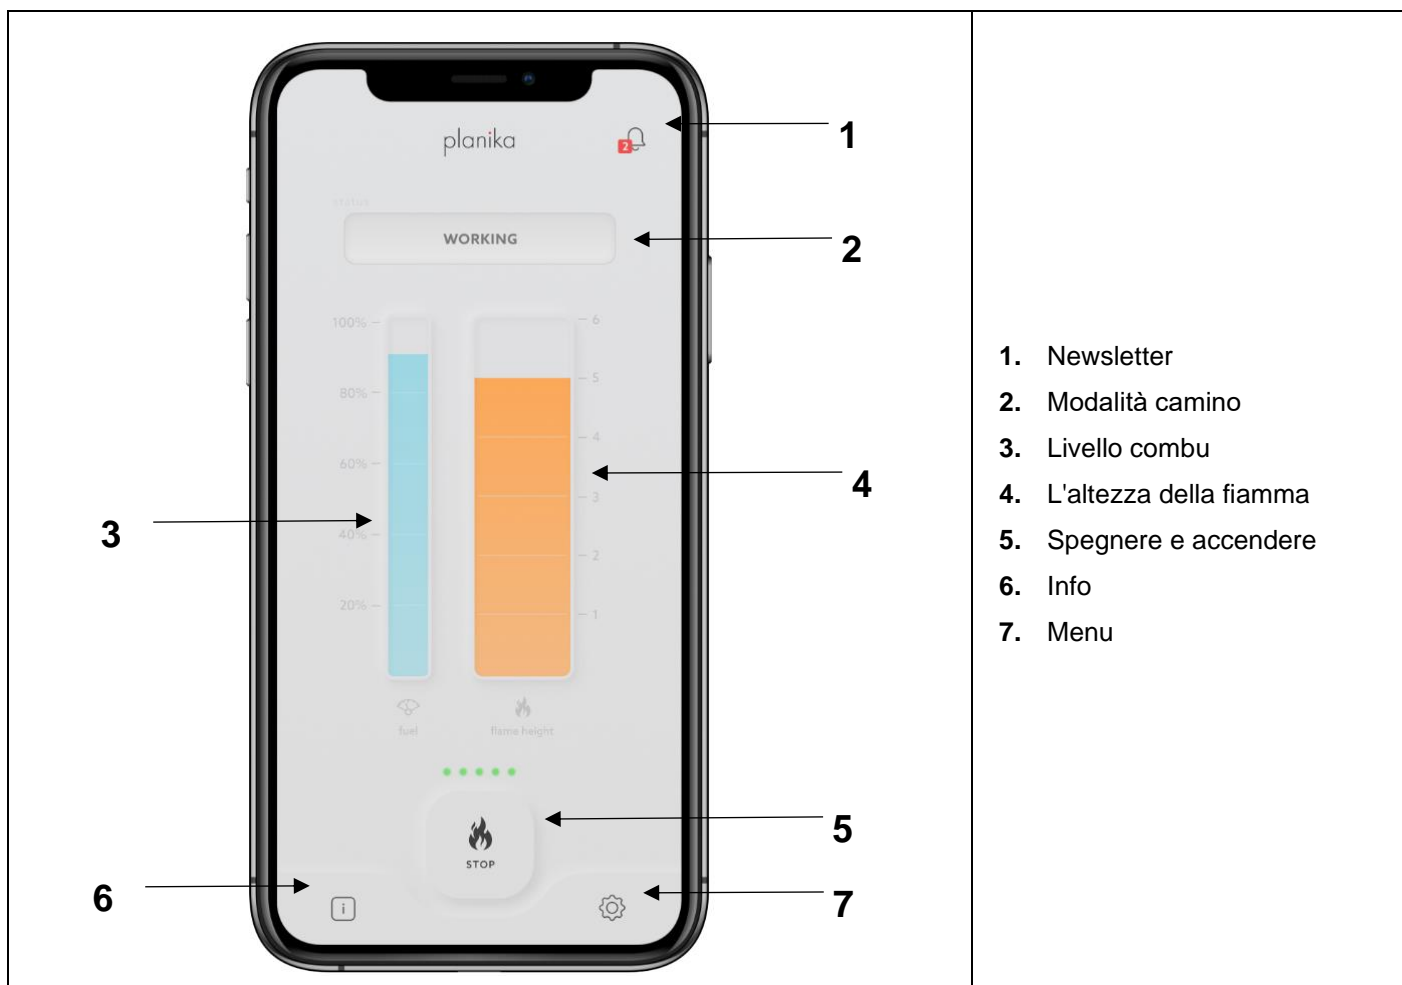 planika
2
1
status
WORKING
2
100%
80%
60%
40%
20%
6
5
4
3
2
1
3
4
fuel
flame height
STOP
5
6
i
7
1. Newsletter
2. Modalità camino
3. Livello combu
4. L'altezza della fiamma
5. Spegnere e accendere
6. Info
7. Menu